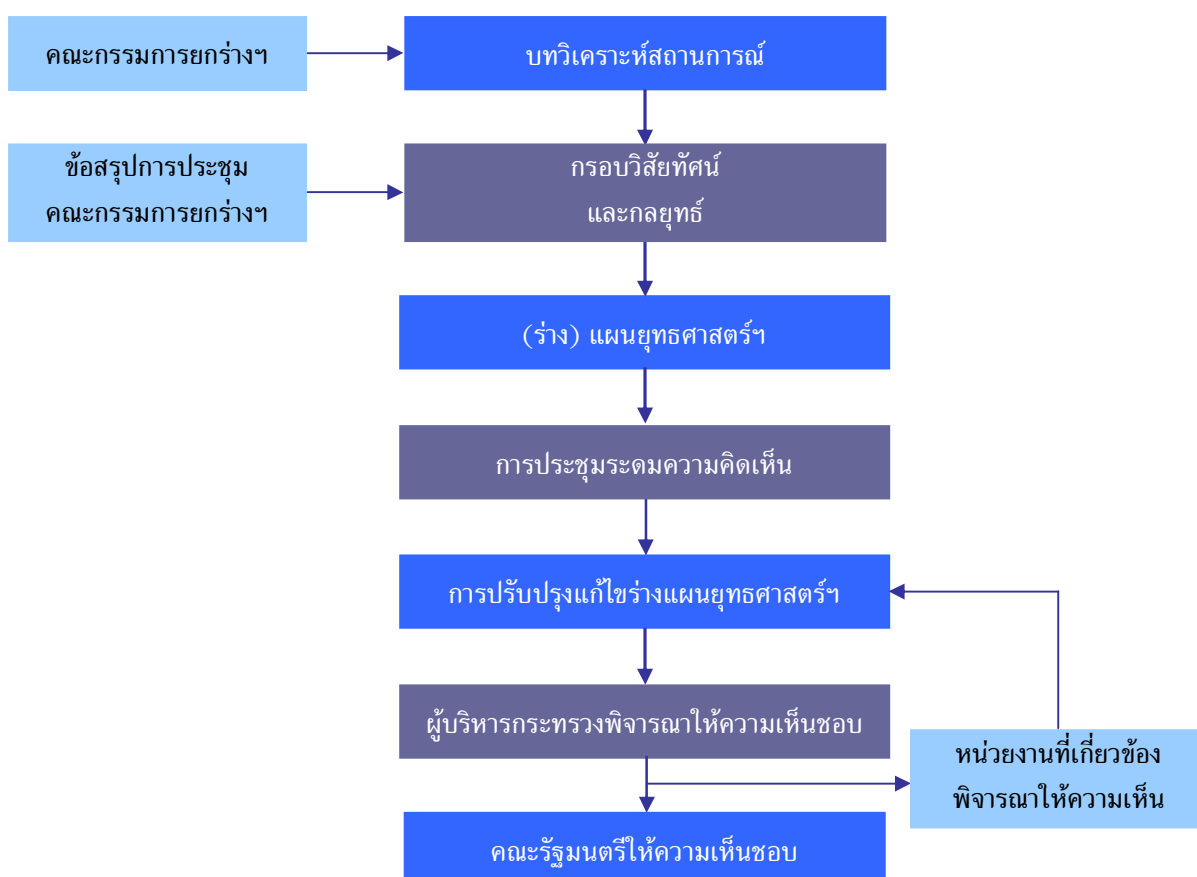 คณะกรรมการยกร่างฯ
บทวิเคราะห์สถานการณ์
ข้อสรุปการประชุม
คณะกรรมการยกร่างฯ
กรอบวิสัยทัศน์
และกลยุทธ์
(ร่าง) แผนยุทธศาสตร์ฯ
การประชุมระดมความคิดเห็น
การปรับปรุงแก้ไขร่างแผนยุทธศาสตร์ฯ
ผู้บริหารกระทรวงพิจารณาให้ความเห็นชอบ
หน่วยงานที่เกี่ยวข้อง
พิจารณาให้ความเห็น
คณะรัฐมนตรีให้ความเห็นชอบ